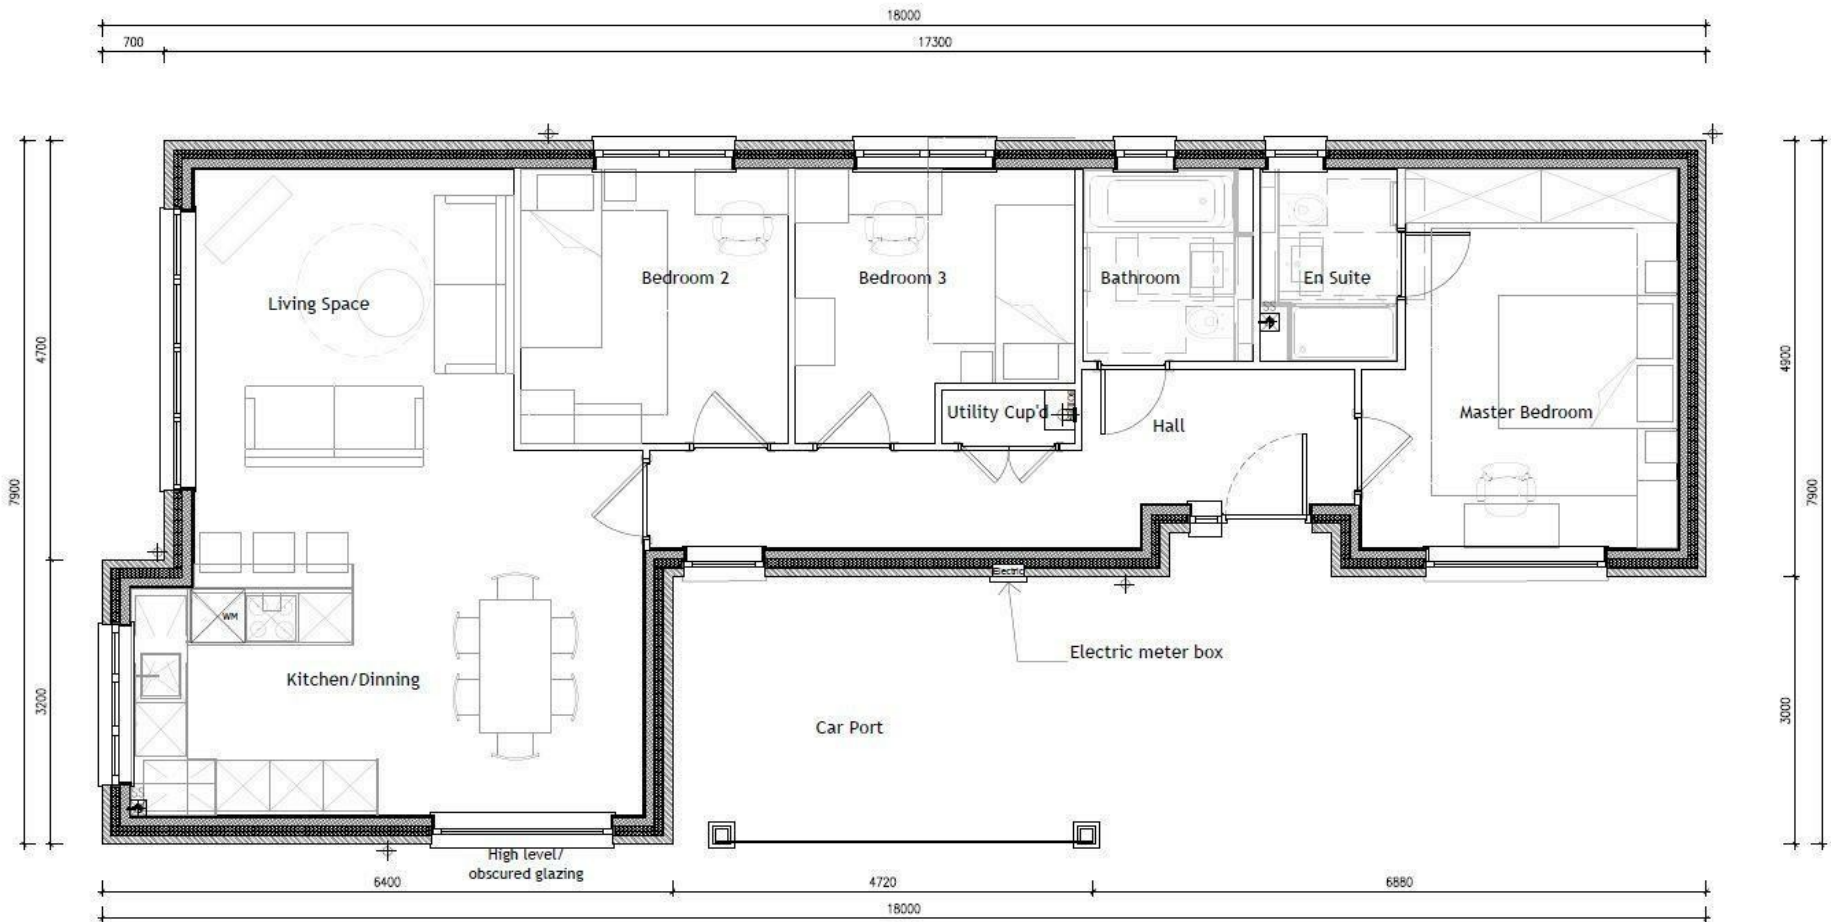 18000
700
17300
Living Space
Bedroom 2
Bedroom 3
Bathroom
En Suite
SS
4700
4900
Utility Cup'd
Hall
Master Bedroom
7900
7900
Electric
WM
Electric meter box
Kitchen/Dinning
3200
3000
Car Port
SS
High level/
obscured glazing
6400
4720
6880
18000